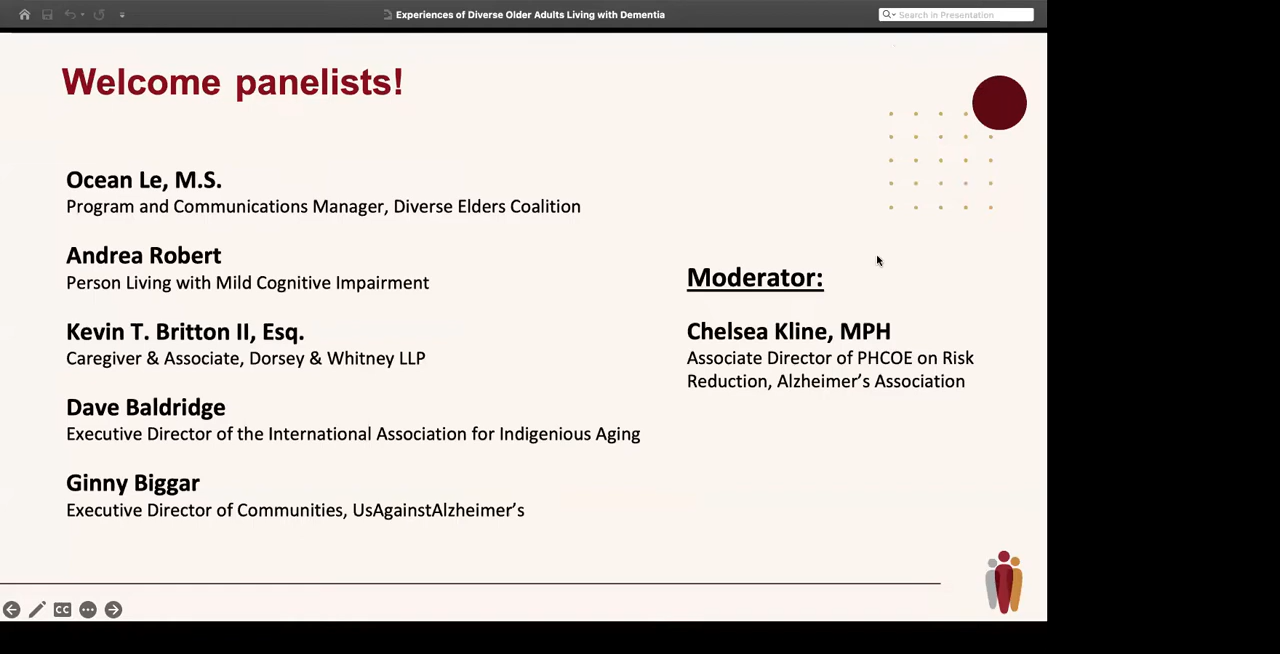 Experiences of Diverse Older Adults Living with Dementia
Search in Presentation
Welcome panelists!
Ocean Le, M.S.
Program and Communications Manager, Diverse Elders Coalition
Andrea Robert
Person Living with Mild Cognitive Impairment
Kevin T. Britton II, Esq.
Caregiver & Associate, Dorsey & Whitney LLP
Dave Baldridge
Executive Director of the International Association for Indigenious Aging
Ginny Biggar
Executive Director of Communities, UsAgainstAlzheimer's
Moderator:
Chelsea Kline, MPH
Associate Director of PHCOE on Risk
Reduction, Alzheimer's Association
CC